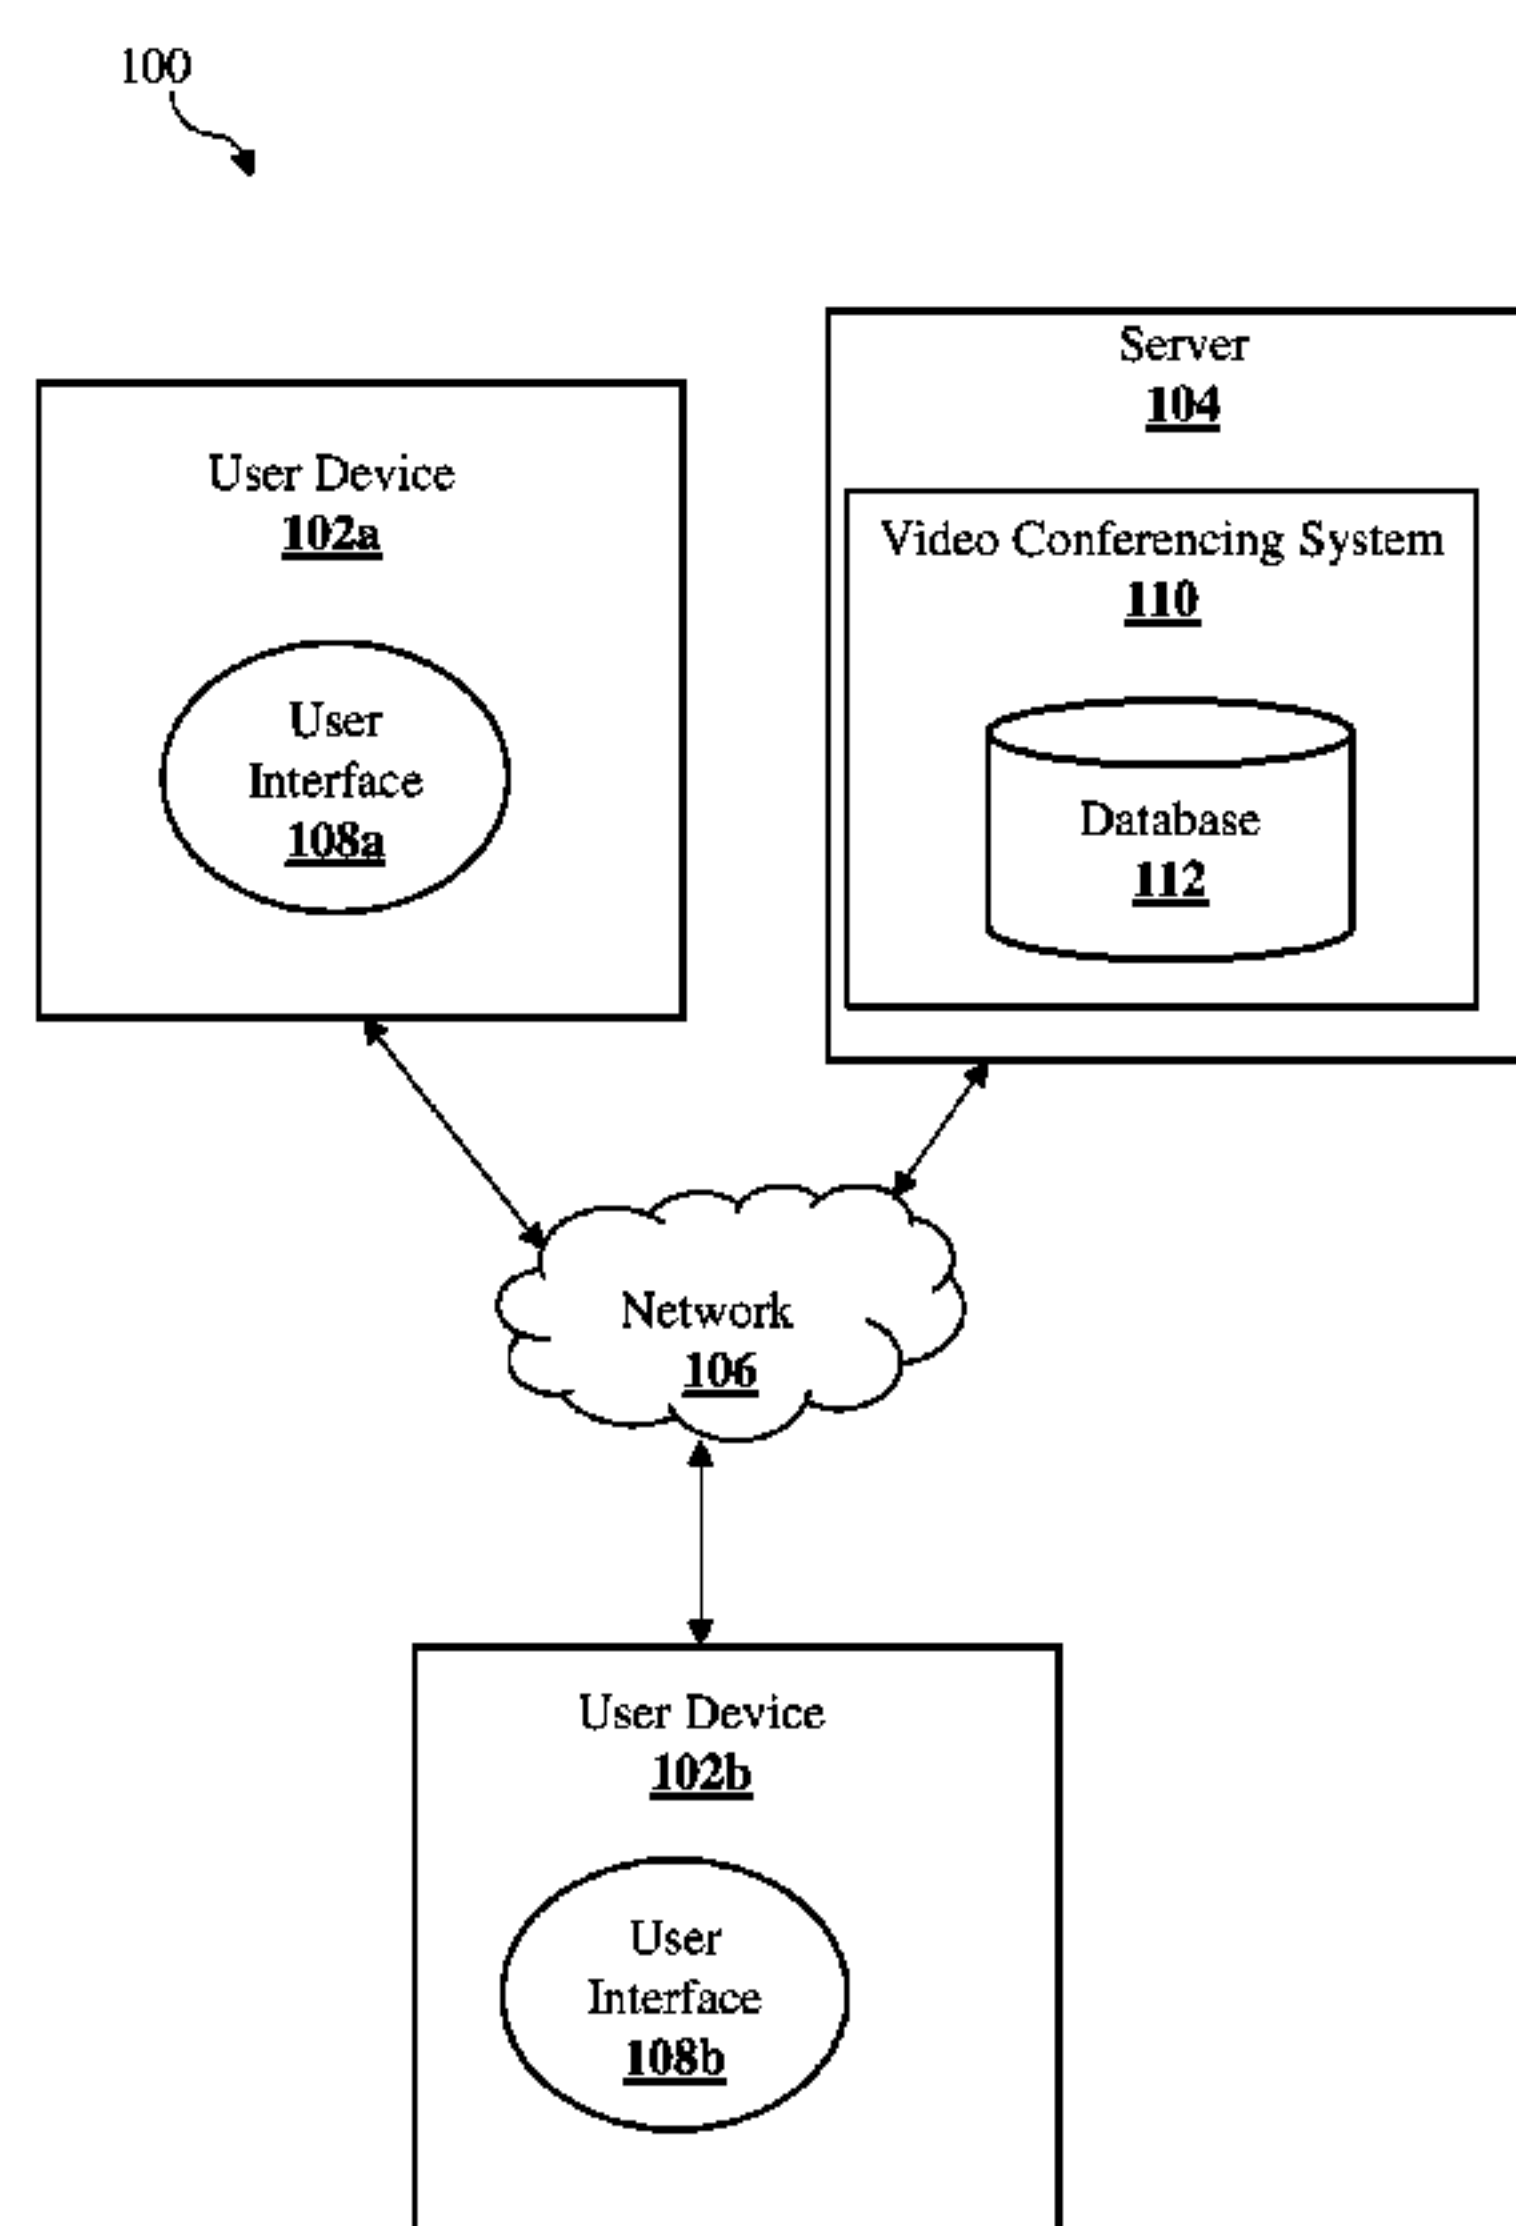 100
Server
104
User Device
102a
Video Conferencing System
110
User
Interface
108a
Database
112
Network
106
User Device
102b
User
Interface
108b